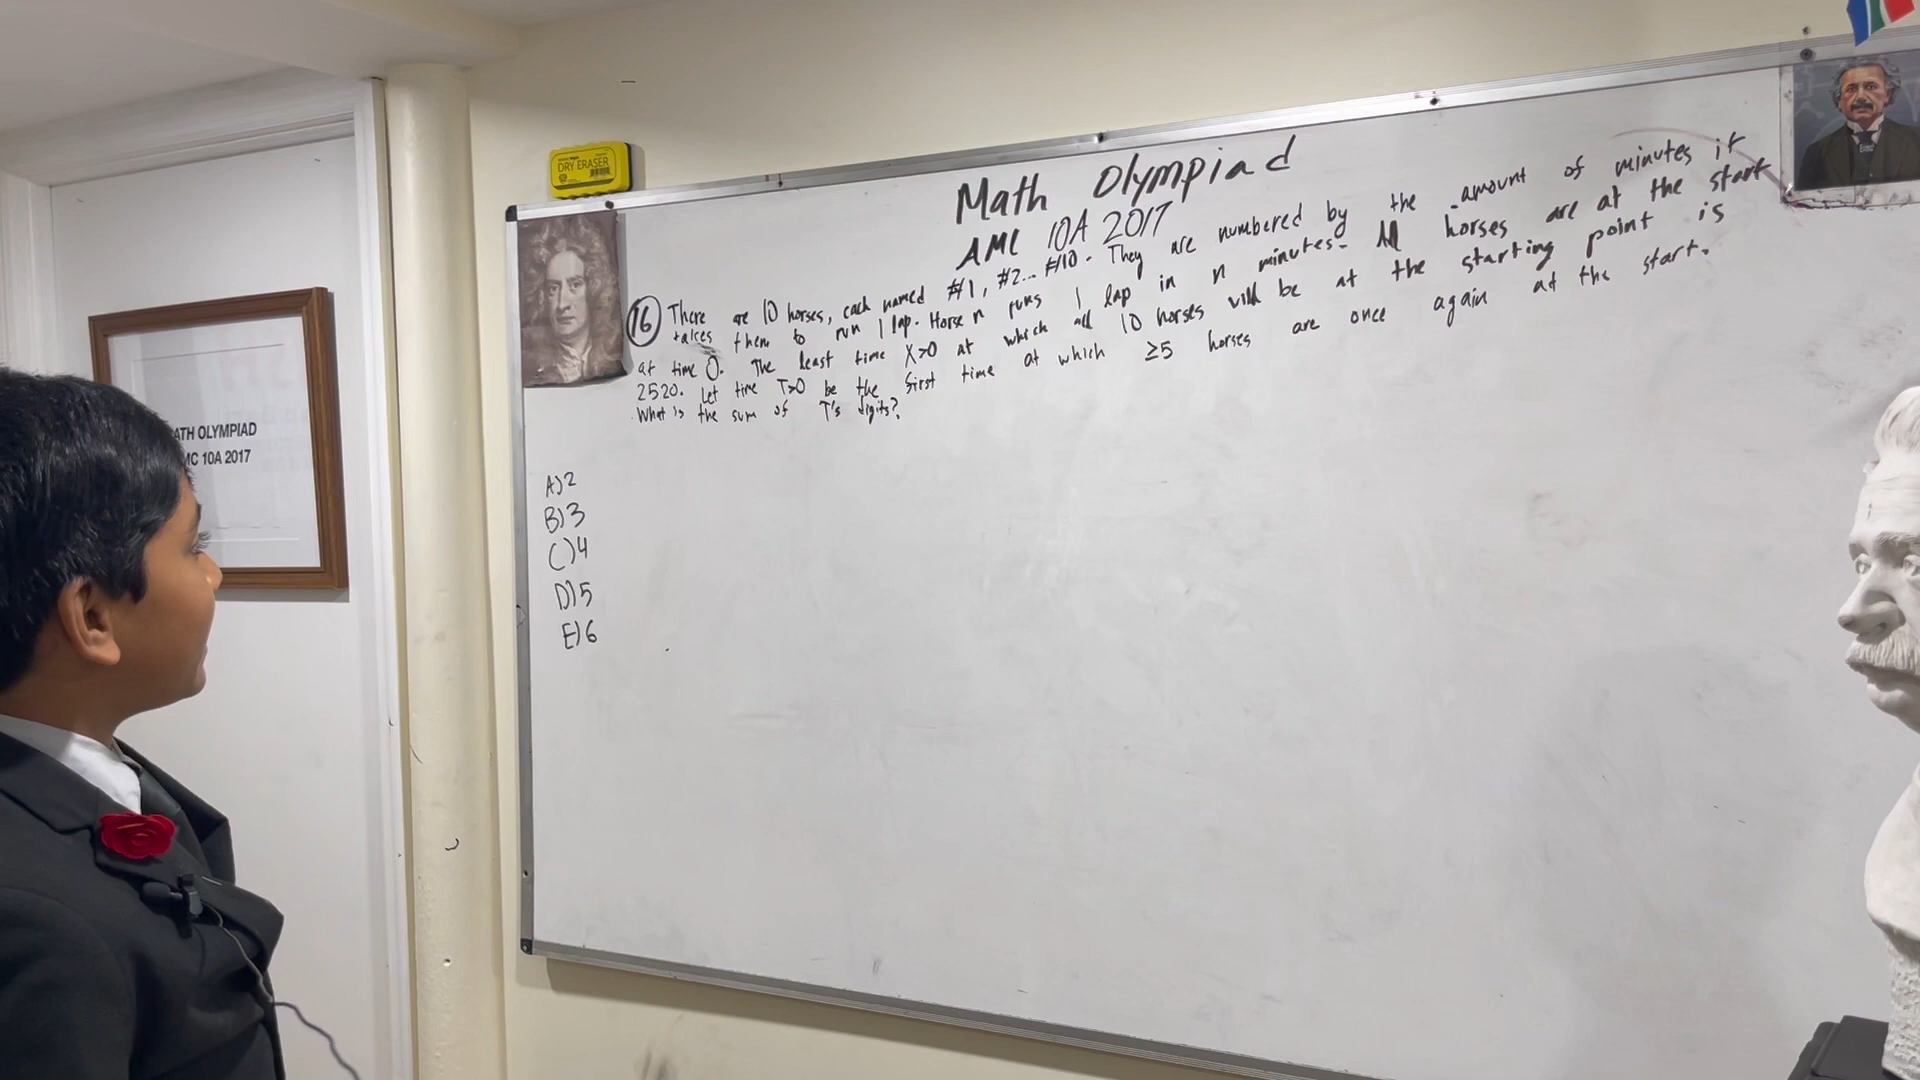 DRY ERASER
Math Olympiad
AMC 10A 2017
16 There are 10 horses, each named #1, #2... #10. They are numbered by the amount of minutes it
takes them to run 1 lap. Horse n runs 1 lap in n minutes. All horses are at the start
at time 0. The least time X>0 at which all 10 horses will be at the starting point is
2520. Let time T>0 be the first time at which ≥5 horses are once again at the start.
What is the sum of T's digits?
A) 2
B) 3
C) 4
D) 5
E) 6
ATH OLYMPIAD
MC 10A 2017